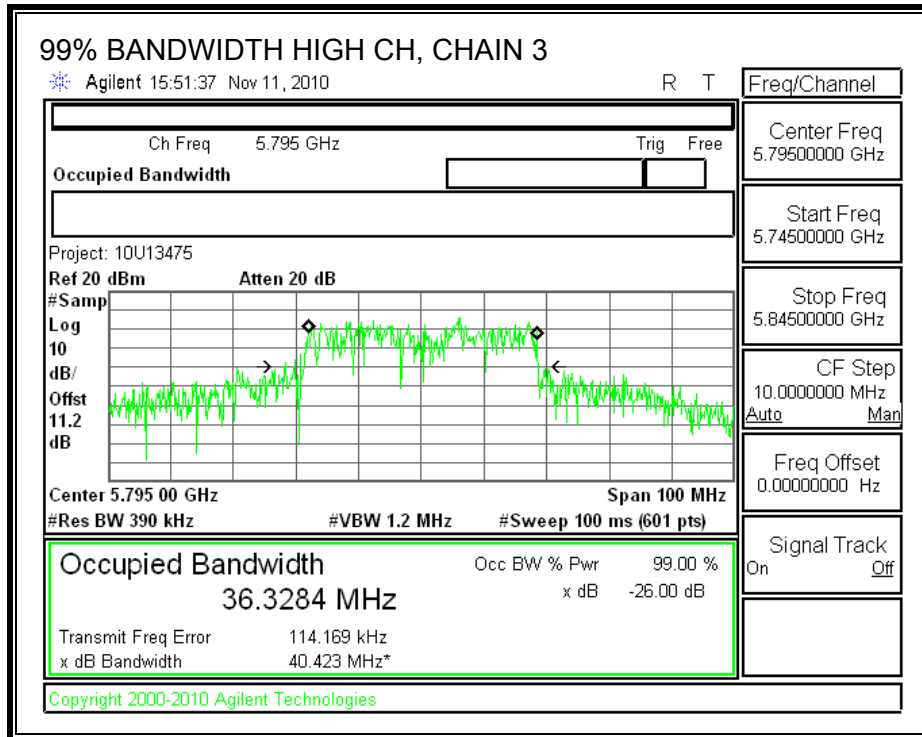 99% BANDWIDTH HIGH CH, CHAIN 3
Agilent 15:51:37 Nov 11, 2010 R T
Freq/Channel
Ch Freq 5.795 GHz Trig Free
Occupied Bandwidth
Center Freq
5.79500000 GHz
Start Freq
5.74500000 GHz
Stop Freq
5.84500000 GHz
CF Step
10.0000000 MHz
Auto Man
Freq Offset
0.00000000 Hz
Signal Track
On Off
Project: 10U13475
Ref 20 dBm Atten 20 dB
#Samp
Log
10
dB/
Offst
11.2
dB
Center 5.795 00 GHz Span 100 MHz
#Res BW 390 kHz #VBW 1.2 MHz #Sweep 100 ms (601 pts)
Occupied Bandwidth Occ BW % Pwr 99.00 %
36.3284 MHz x dB -26.00 dB
Transmit Freq Error 114.169 kHz
x dB Bandwidth 40.423 MHz*
Copyright 2000-2010 Agilent Technologies